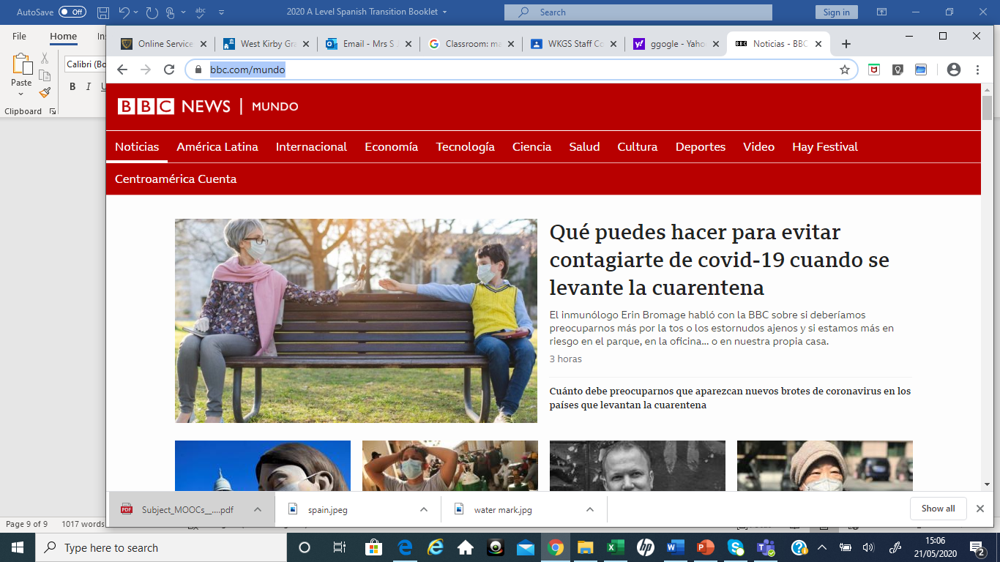 AutoSave Off
2020 A Level Spanish Transition Booklet
Search
Sign in
File Home
Calibri (Bo
Paste
B I U
Clipboard
Online Service
West Kirby Gra
Email - Mrs S J
Classroom: ma
WKGS Staff Co
ggogle - Yaho
Noticias - BBC
bbc.com/mundo
BBC NEWS | MUNDO
Noticias América Latina Internacional Economía Tecnología Ciencia Salud Cultura Deportes Video Hay Festival
Centroamérica Cuenta
Qué puedes hacer para evitar
contagiarte de covid-19 cuando se
levante la cuarentena
El inmunólogo Erin Bromage habló con la BBC sobre si deberíamos
preocuparnos más por la tos o los estornudos ajenos y si estamos más en
riesgo en el parque, en la oficina... o en nuestra propia casa.
3 horas
Cuánto debe preocuparnos que aparezcan nuevos brotes de coronavirus en los
países que levantan la cuarentena
PDF Subject_MOOCs__....pdf
spain.jpeg
water mark.jpg
Show all
Page 9 of 9 1017 words
Type here to search
15:06
21/05/2020
2